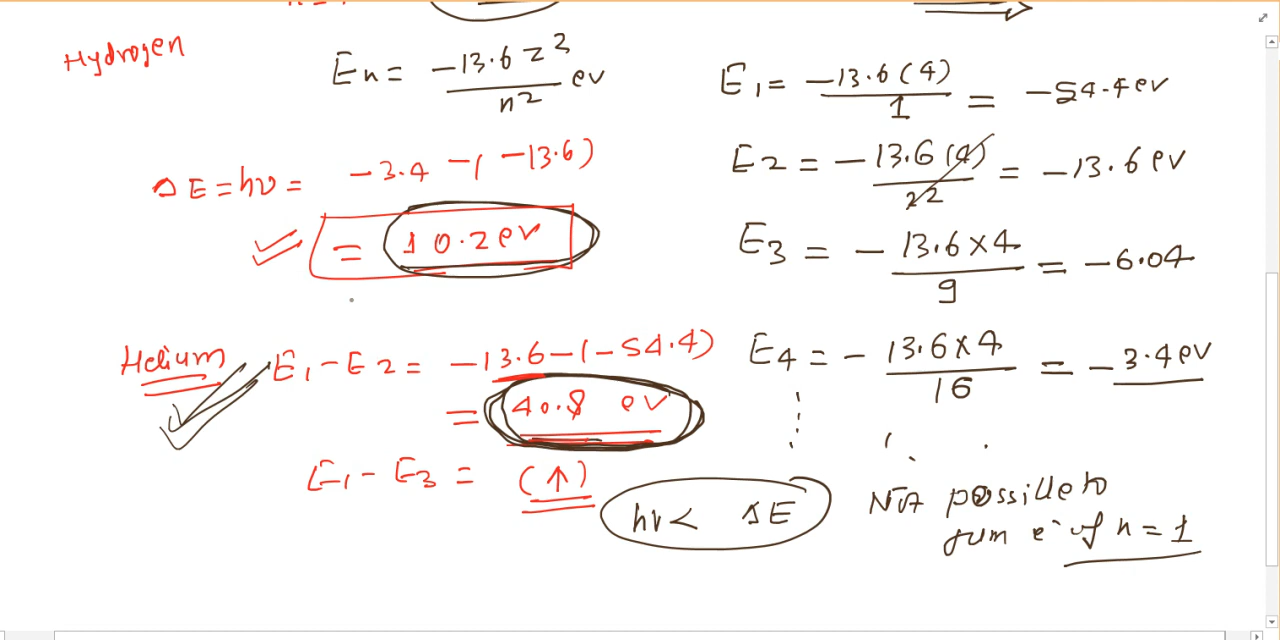 Hydrogen
En = -13.6 z3 / n2 ev
ΔE = hν = -3.4 - ( -13.6)
= 10.2 ev
Helium E1 - E2 = -13.6 - (-54.4)
= 40.8 ev
E1 - E3 = (↑)
hν < ΔE
E1 = -13.6 (4) / 1 = -54.4 ev
E2 = -13.6 (4) / 22 = -13.6 ev
E3 = -13.6×4 / 9 = -6.04
E4 = -13.6×4 / 16 = -3.4 ev
Not possible to
jum e- of n = 1